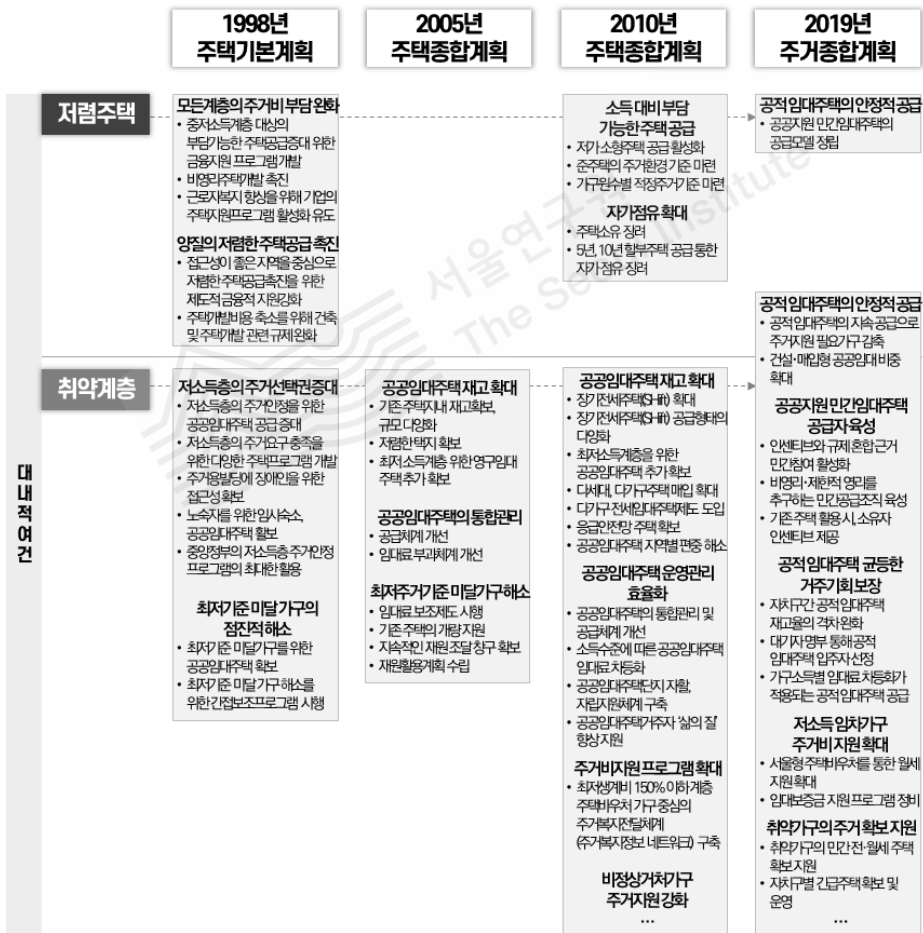 1998년
주택기본계획
2005년
주택종합계획
2010년
주택종합계획
2019년
주거종합계획
대내적여건
저렴주택
모든계층의 주거비 부담 완화
• 중저소득계층 대상의
부담가능한 주택공급증대 위한
금융지원 프로그램 개발
• 비영리주택개발 촉진
• 근로자복지 향상을 위해 기업의
주택지원프로그램 활성화 유도
양질의 저렴한 주택공급 촉진
• 접근성이 좋은 지역을 중심으로
저렴한 주택공급촉진을 위한
제도적 금융적 지원강화
• 주택개발비용 축소를 위해 건축
및 주택개발 관련 규제 완화
소득 대비 부담
가능한 주택 공급
• 저가 소형주택 공급 활성화
• 준주택의 주거환경 기준 마련
• 가구원수별 적정주거기준 마련
자가점유 확대
• 주택소유 장려
• 5년, 10년 할부주택 공급 통한
자가 점유 장려
공적 임대주택의 안정적 공급
• 공공지원 민간임대주택의
공급모델 정립
취약계층
저소득층의 주거선택권 증대
• 저소득층의 주거안정을 위한
공공임대주택 공급 증대
• 저소득층의 주거요구 충족을
위한 다양한 주택프로그램 개발
• 주거용빌딩에 장애인을 위한
접근성 확보
• 노숙자를 위한 임시숙소,
공공임대주택 활보
• 중앙정부의 저소득층 주거안정
프로그램의 최대한 활용
최저기준 미달 가구의
점진적 해소
• 최저기준 미달가구를 위한
공공임대주택 확보
• 최저기준 미달 가구 해소를
위한 간접보조프로그램 시행
공공임대주택 재고 확대
• 기존 주택지내 재고확보,
규모 다양화
• 저렴한 택지 확보
• 최저 소득계층 위한 영구임대
주택 추가 확보
공공임대주택의 통합관리
• 공급체계 개선
• 임대료 부과체계 개선
최저주거기준 미달가구 해소
• 임대료 보조제도 시행
• 기존 주택의 개량 지원
• 지속적인 재원 조달 창구 확보
• 재원활용계획 수립
공공임대주택 재고 확대
• 장기전세주택(SHift) 확대
• 장기전세주택(SHift) 공급형태의
다양화
• 최저소득계층을 위한
공공임대주택 추가 확보
• 다세대, 다가구주택 매입 확대
• 다가구 전세임대주택제도 도입
• 응급안전망 주택 확보
• 공공임대주택 지역별 편중 해소
공공임대주택 운영관리
효율화
• 공공임대주택의 통합관리 및
공급체계 개선
• 소득수준에 따른 공공임대주택
임대료 차등화
• 공공임대주택단지 자활,
자립지원체계 구축
• 공공임대주택거주자 '삶의 질'
향상 지원
주거비지원 프로그램 확대
• 최저생계비 150% 이하 계층
주택바우처 가구 중심의
주거복지전달체계
(주거복지정보 네트워크) 구축
비정상거처가구
주거지원 강화
…
공적 임대주택의 안정적 공급
• 공적 임대주택의 지속 공급으로
주거지원 필요가구 감축
• 건설·매입형 공공임대 비중
확대
공공지원 민간임대주택
공급자 육성
• 인센티브와 규제 혼합 근거
민간참여 활성화
• 비영리·제한적 영리를
추구하는 민간공급조직 육성
• 기존 주택 활용 시, 소유자
인센티브 제공
공적 임대주택 균등한
거주기회 보장
• 자치구간 공적 임대주택
재고율의 격차 완화
• 대기자 명부 통해 공적
임대주택 입주자 선정
• 가구소득별 임대료 차등화가
적용되는 공적 임대주택 공급
저소득 임차가구
주거비 지원 확대
• 서울형 주택바우처를 통한 월세
지원 확대
• 임대보증금 지원 프로그램 정비
취약가구의 주거 확보 지원
• 취약가구의 민간 전·월세 주택
확보 지원
• 자치구별 긴급주택 확보 및
운영
…
서울연구원
The Seoul Institute